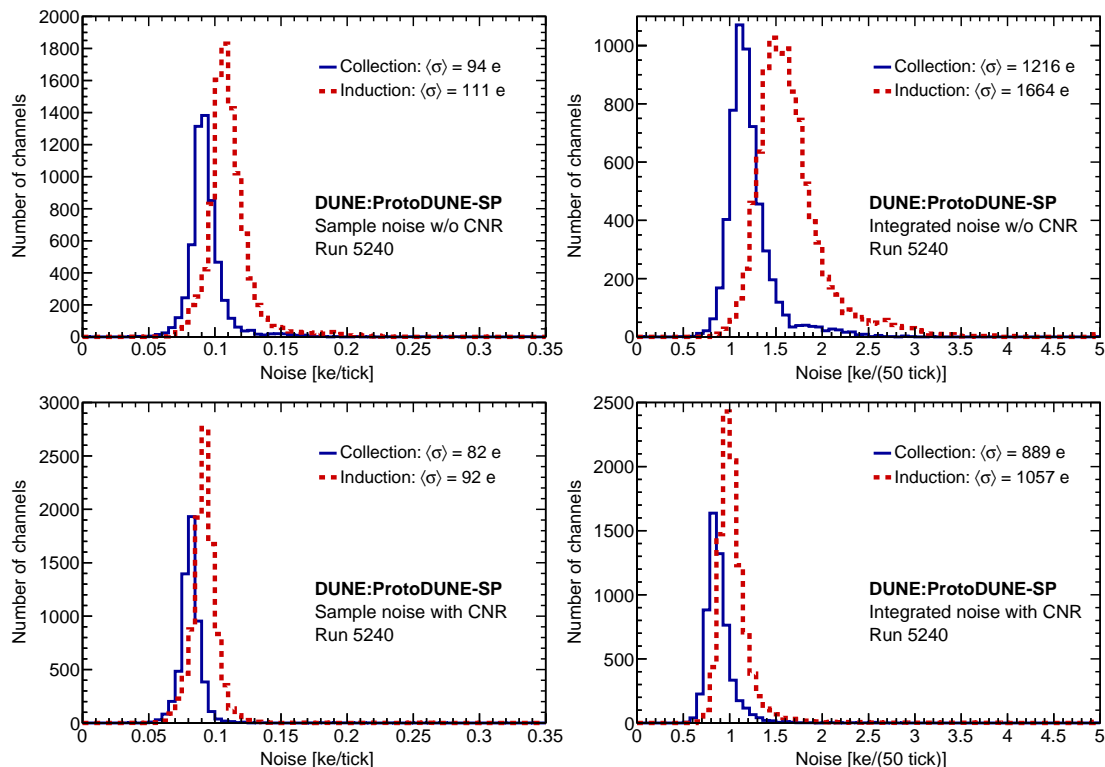 2000
1800
1600
1400
1200
1000
800
600
400
200
0
Number of channels
Collection: ⟨σ⟩ = 94 e
Induction: ⟨σ⟩ = 111 e
DUNE:ProtoDUNE-SP
Sample noise w/o CNR
Run 5240
0 0.05 0.1 0.15 0.2 0.25 0.3 0.35
Noise [ke/tick]
1000
800
600
400
200
0
Number of channels
Collection: ⟨σ⟩ = 1216 e
Induction: ⟨σ⟩ = 1664 e
DUNE:ProtoDUNE-SP
Integrated noise w/o CNR
Run 5240
0 0.5 1 1.5 2 2.5 3 3.5 4 4.5 5
Noise [ke/(50 tick)]
3000
2500
2000
1500
1000
500
0
Number of channels
Collection: ⟨σ⟩ = 82 e
Induction: ⟨σ⟩ = 92 e
DUNE:ProtoDUNE-SP
Sample noise with CNR
Run 5240
0 0.05 0.1 0.15 0.2 0.25 0.3 0.35
Noise [ke/tick]
2500
2000
1500
1000
500
0
Number of channels
Collection: ⟨σ⟩ = 889 e
Induction: ⟨σ⟩ = 1057 e
DUNE:ProtoDUNE-SP
Integrated noise with CNR
Run 5240
0 0.5 1 1.5 2 2.5 3 3.5 4 4.5 5
Noise [ke/(50 tick)]